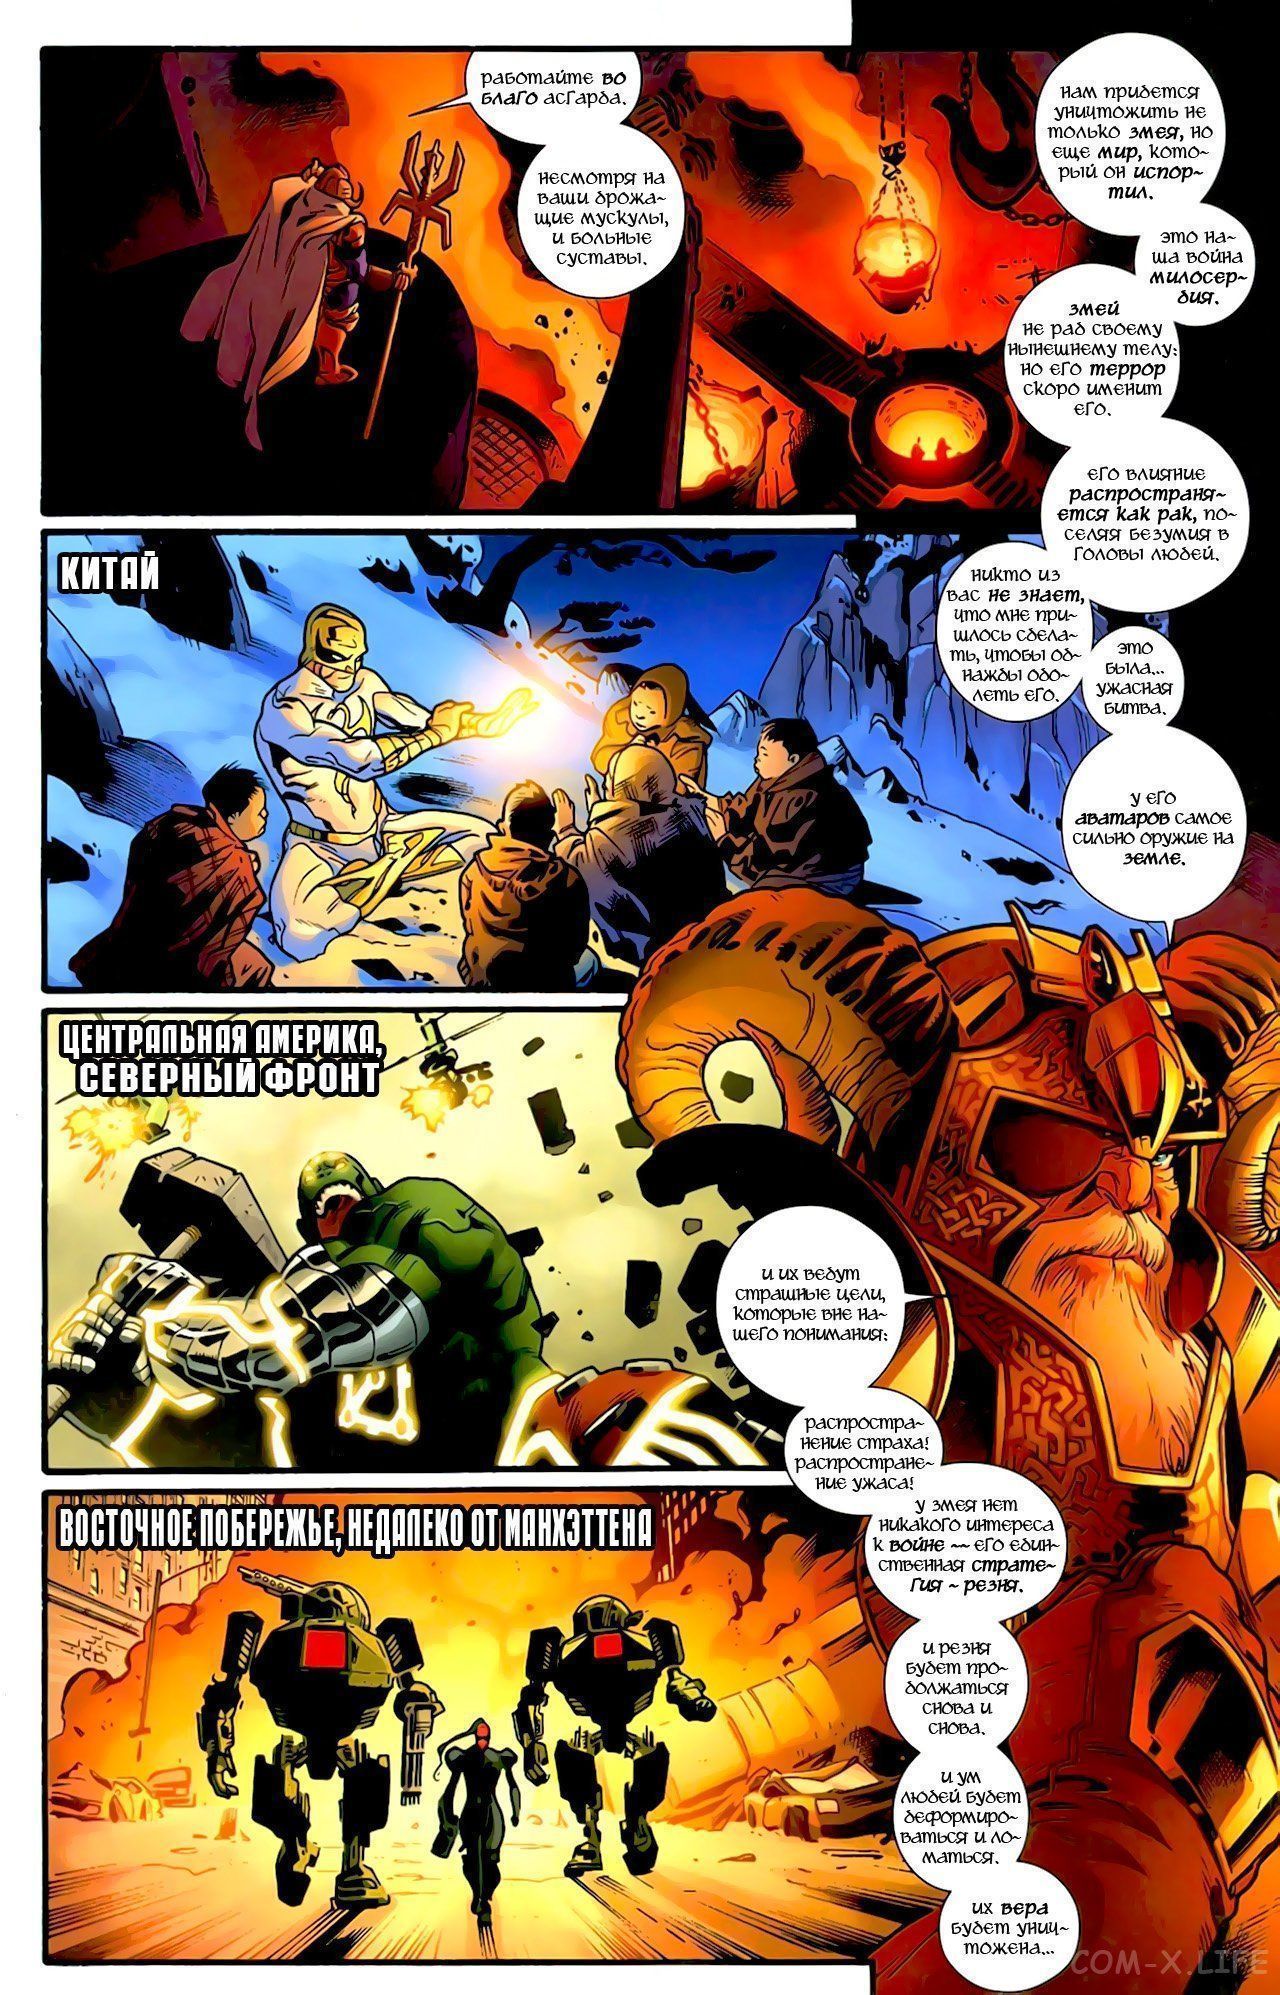 РАБОТАЙТЕ ВО
БЛАГО АСГАРДА.
НЕСМОТРЯ НА
ВАШИ ДРОЖА-
ЩИЕ МУСКУЛЫ,
И БОЛЬНЫЕ
СУСТАВЫ.
НАМ ПРИДЕТСЯ
УНИЧТОЖИТЬ НЕ
ТОЛЬКО ЗМЕЯ, НО
ЕЩЕ МИР, КОТО-
РЫЙ ОН ИСПОР-
ТИЛ.
ЭТО НА-
ША ВОЙНА
МИЛОСЕР-
ДИЯ.
ЗМЕЙ
НЕ РАД СВОЕМУ
НЫНЕШНЕМУ ТЕЛУ:
НО ЕГО ТЕРРОР
СКОРО ИМЕНИТ
ЕГО.
ЕГО ВЛИЯНИЕ
РАСПРОСТРАНЯ-
ЕТСЯ КАК РАК, ПО-
СЕЛЯЯ БЕЗУМИЯ В
ГОЛОВЫ ЛЮДЕЙ.
КИТАЙ
НИКТО ИЗ
ВАС НЕ ЗНАЕТ,
ЧТО МНЕ ПРИ-
ШЛОСЬ СДЕЛА-
ТЬ, ЧТОБЫ ОД-
НАЖДЫ ОДО-
ЛЕТЬ ЕГО.
ЭТО
БЫЛА...
УЖАСНАЯ
БИТВА.
У ЕГО
АВАТАРОВ САМОЕ
СИЛЬНО ОРУЖИЕ НА
ЗЕМЛЕ.
ЦЕНТРАЛЬНАЯ АМЕРИКА,
СЕВЕРНЫЙ ФРОНТ
И ИХ ВЕДУТ
СТРАШНЫЕ ЦЕЛИ,
КОТОРЫЕ ВНЕ НА-
ШЕГО ПОНИМАНИЯ:
РАСПРОСТРА-
НЕНИЕ СТРАХА!
РАСПРОСТРАНЕ-
НИЕ УЖАСА!
У ЗМЕЯ НЕТ
НИКАКОГО ИНТЕРЕСА
К ВОЙНЕ -- ЕГО ЕДИН-
СТВЕННАЯ СТРАТЕ-
ГИЯ - РЕЗНЯ.
ВОСТОЧНОЕ ПОБЕРЕЖЬЕ, НЕДАЛЕКО ОТ МАНХЭТТЕНА
И РЕЗНЯ
БУДЕТ ПРО-
ДОЛЖАТЬСЯ
СНОВА И
СНОВА.
И УМ
ЛЮДЕЙ БУДЕТ
ДЕФОРМИРО-
ВАТЬСЯ И ЛО-
МАТЬСЯ.
ИХ ВЕРА
БУДЕТ УНИЧ-
ТОЖЕНА...
COM-X.LIFE